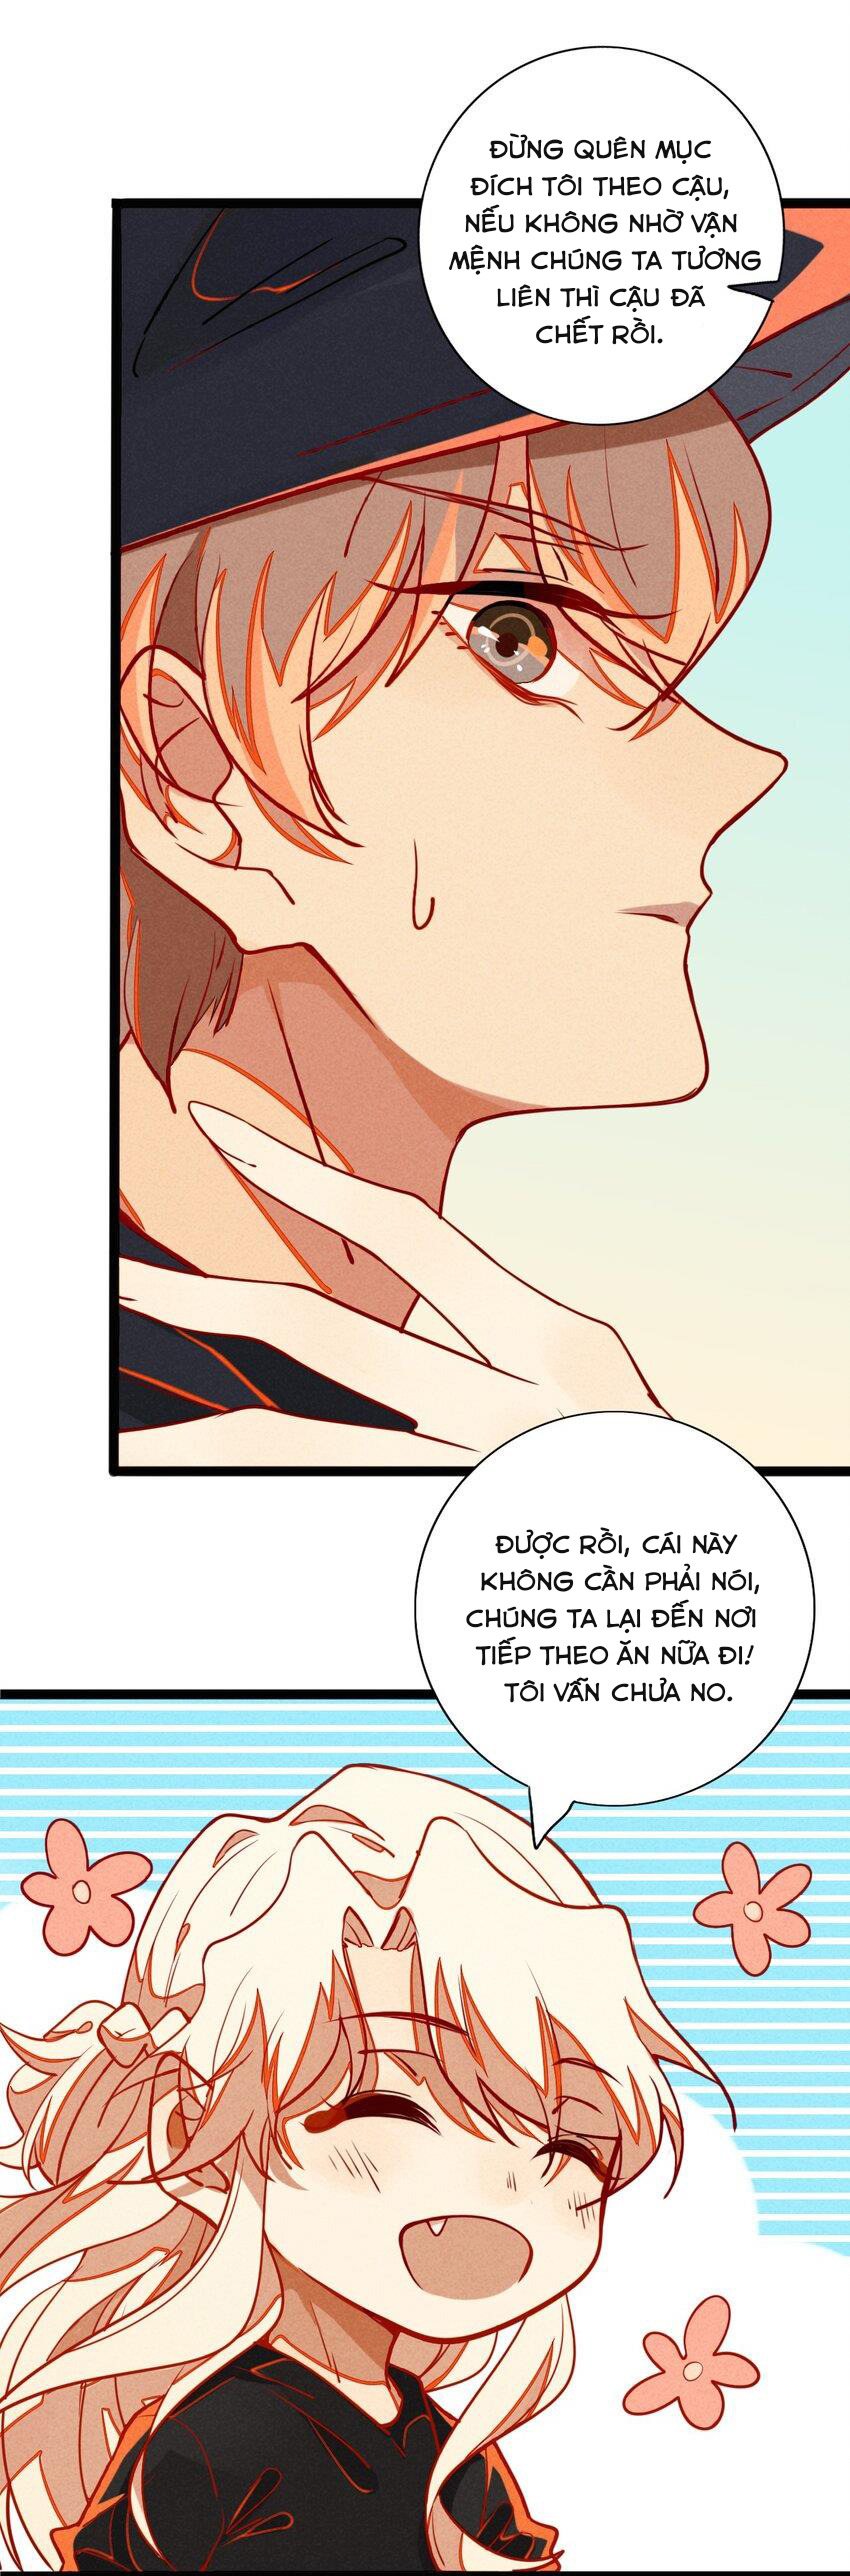 ĐỪNG QUÊN MỤC
ĐÍCH TÔI THEO CẬU,
NẾU KHÔNG NHỜ VẬN
MỆNH CHÚNG TA TƯƠNG
LIÊN THÌ CẬU ĐÃ
CHẾT RỒI.
ĐƯỢC RỒI, CÁI NÀY
KHÔNG CẦN PHẢI NÓI,
CHÚNG TA LẠI ĐẾN NƠI
TIẾP THEO ĂN NỮA ĐI!
TÔI VẪN CHƯA NO.